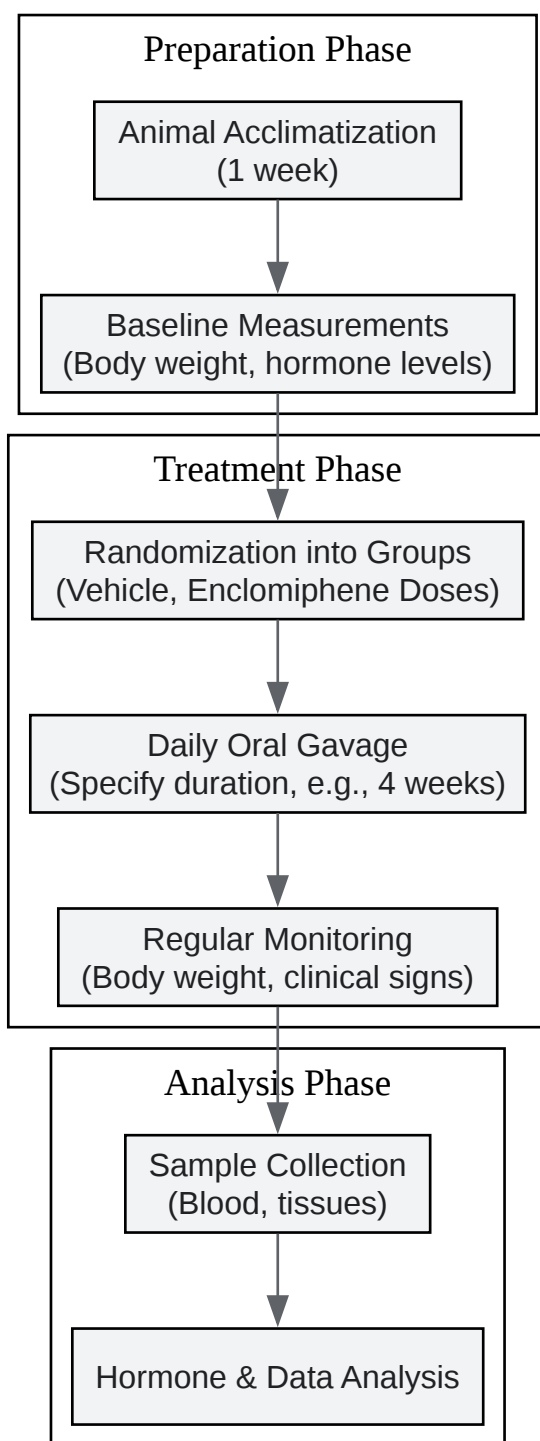 Preparation Phase
Animal Acclimatization
(1 week)
Baseline Measurements
(Body weight, hormone levels)
Treatment Phase
Randomization into Groups
(Vehicle, Enclomiphene Doses)
Daily Oral Gavage
(Specify duration, e.g., 4 weeks)
Regular Monitoring
(Body weight, clinical signs)
Analysis Phase
Sample Collection
(Blood, tissues)
Hormone & Data Analysis